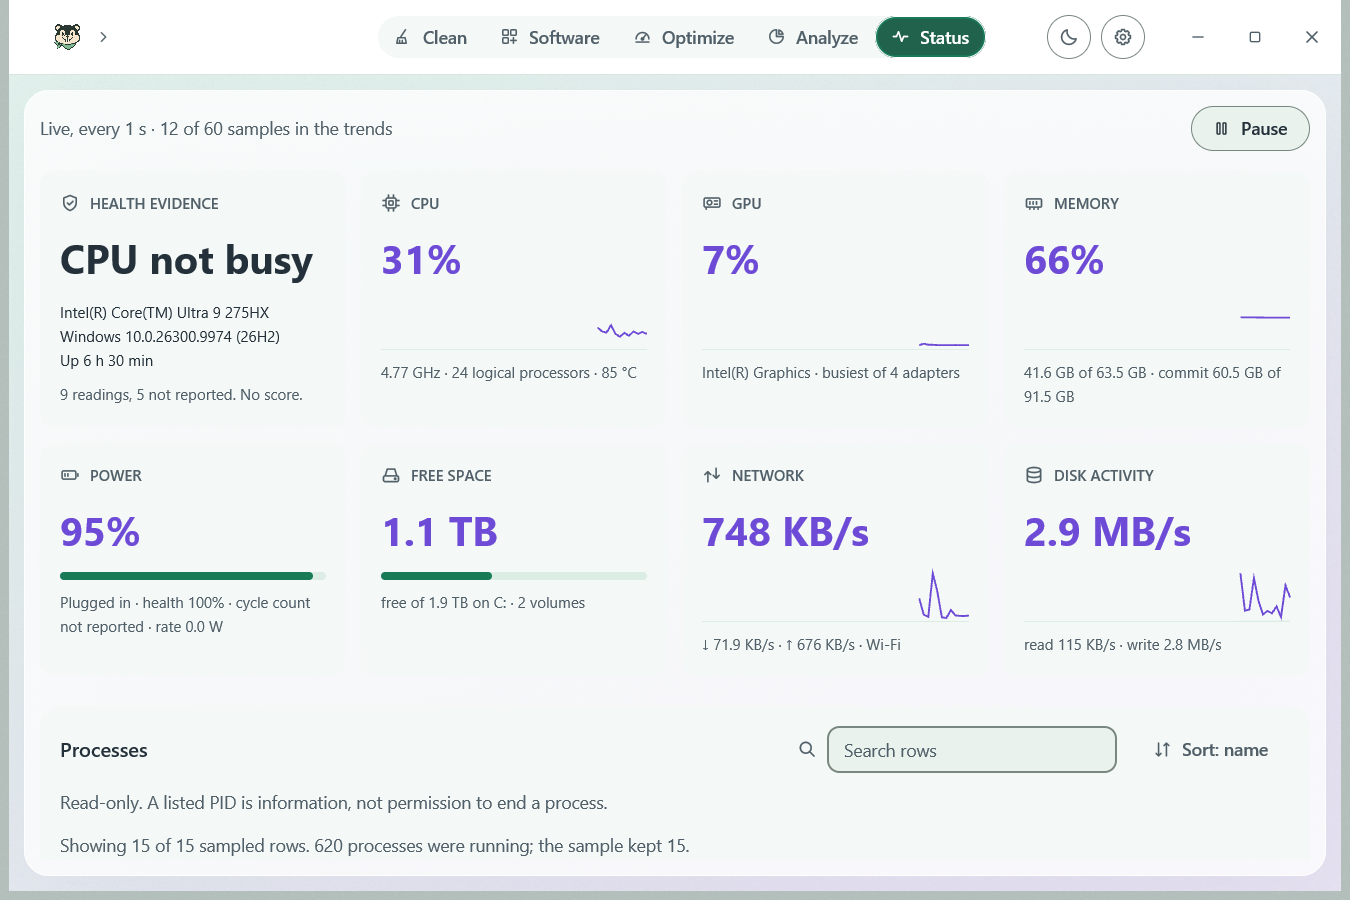 Clean
Software
Optimize
Analyze
Status
Live, every 1 s · 12 of 60 samples in the trends
Pause
HEALTH EVIDENCE
CPU not busy
Intel(R) Core(TM) Ultra 9 275HX
Windows 10.0.26300.9974 (26H2)
Up 6 h 30 min
9 readings, 5 not reported. No score.
CPU
31%
4.77 GHz · 24 logical processors · 85 °C
GPU
7%
Intel(R) Graphics · busiest of 4 adapters
MEMORY
66%
41.6 GB of 63.5 GB · commit 60.5 GB of
91.5 GB
POWER
95%
Plugged in · health 100% · cycle count
not reported · rate 0.0 W
FREE SPACE
1.1 TB
free of 1.9 TB on C: · 2 volumes
NETWORK
748 KB/s
↓ 71.9 KB/s · ↑ 676 KB/s · Wi-Fi
DISK ACTIVITY
2.9 MB/s
read 115 KB/s · write 2.8 MB/s
Processes
Search rows
Sort: name
Read-only. A listed PID is information, not permission to end a process.
Showing 15 of 15 sampled rows. 620 processes were running; the sample kept 15.